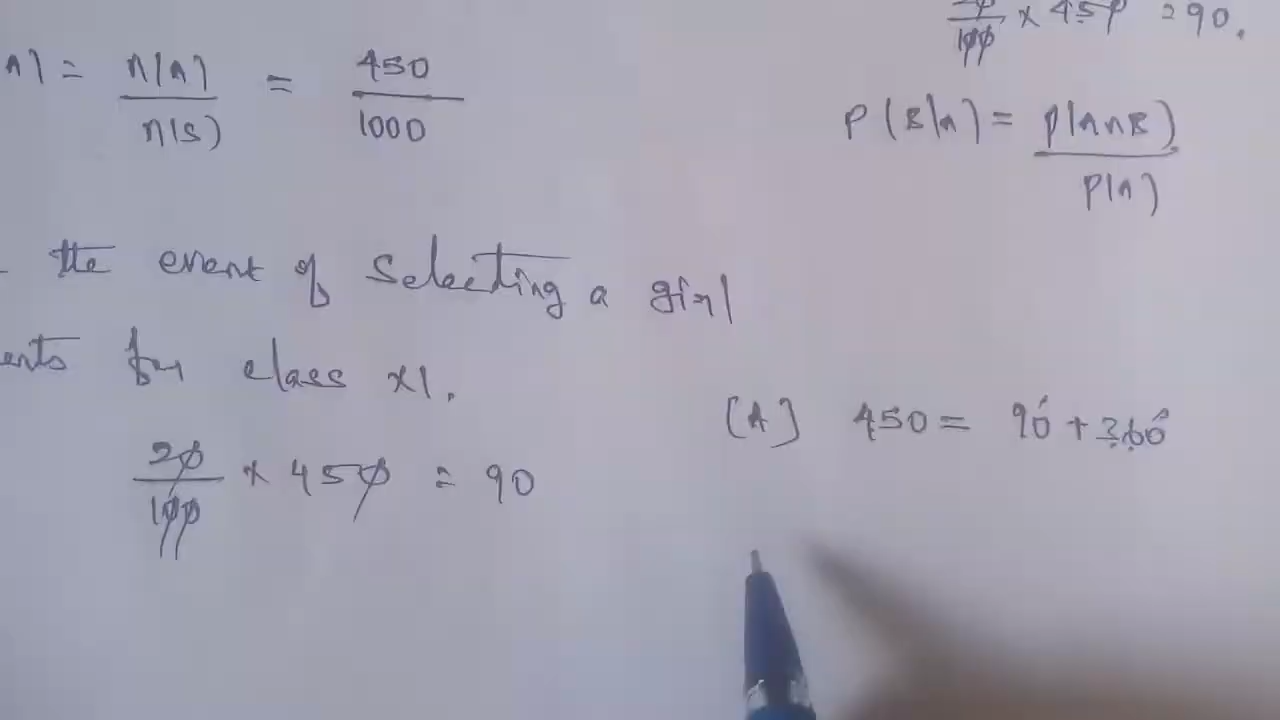 20/100 × 450 = 90.
A) = n(A)/n(S) = 450/1000
P(B|A) = P(A∩B)/P(A)
the event of selecting a girl
ents for class XI.
[A] 450 = 90 + 360
20/100 × 450 = 90